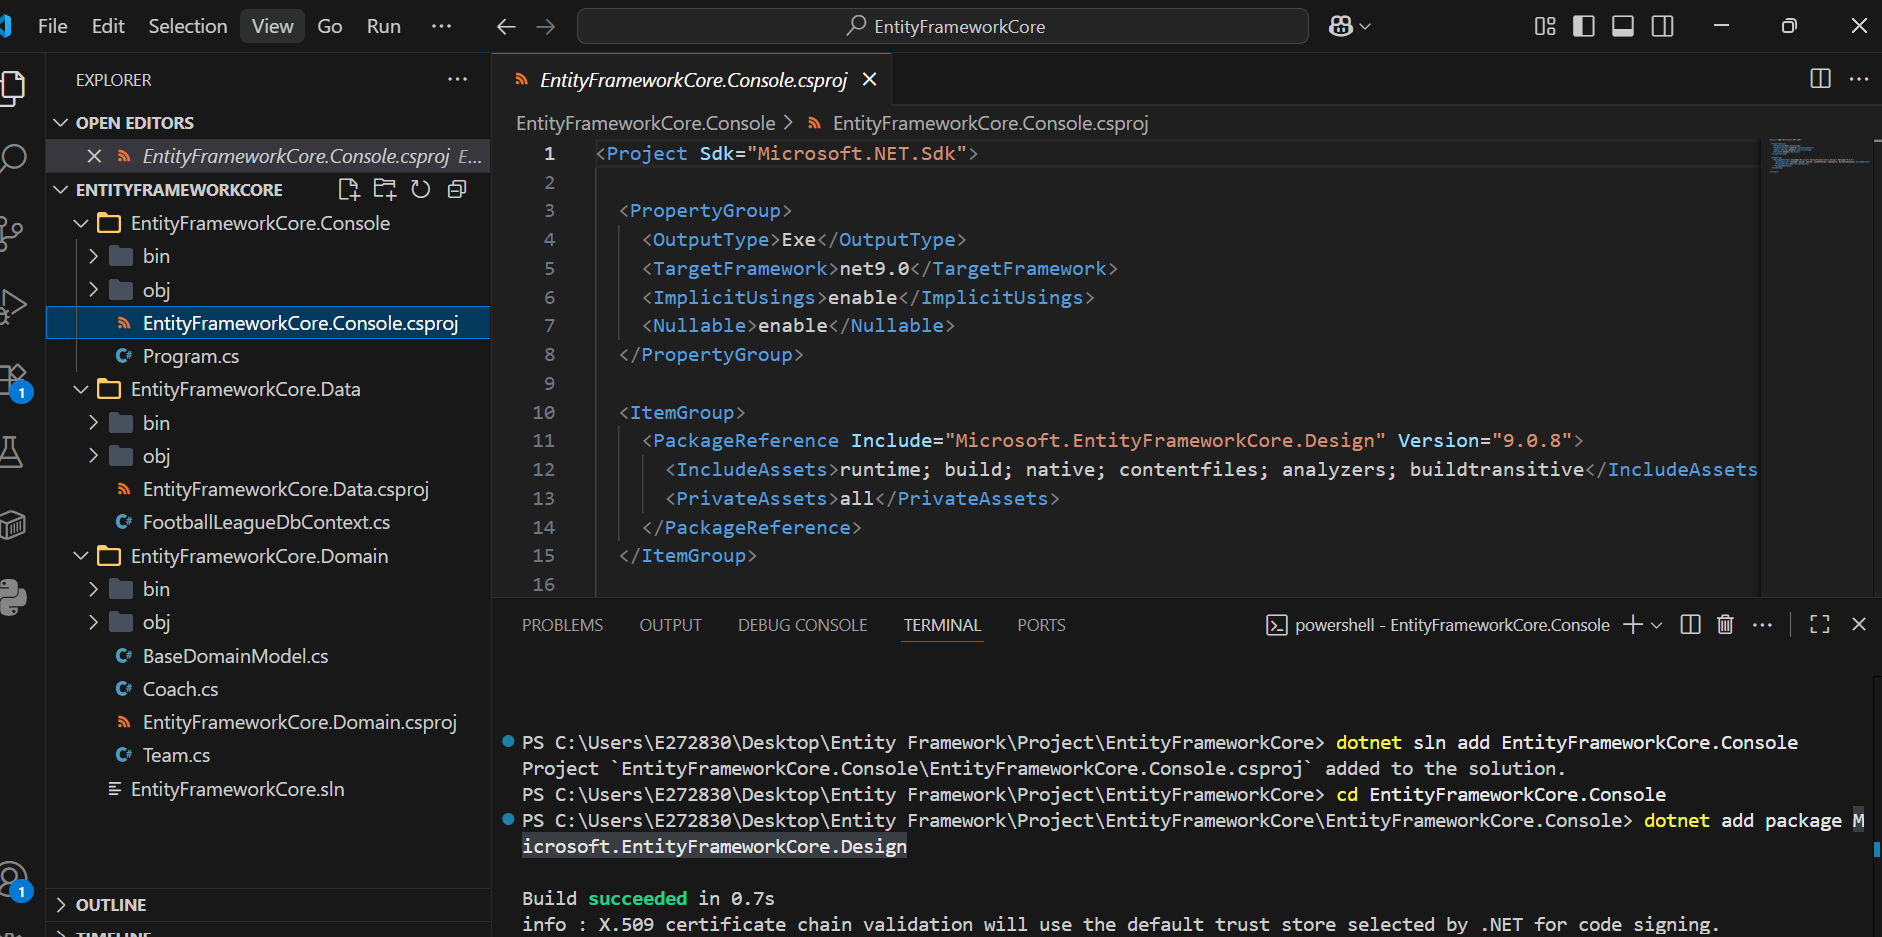 File Edit Selection View Go Run ···
EntityFrameworkCore
EXPLORER
OPEN EDITORS
EntityFrameworkCore.Console.csproj E...
ENTITYFRAMEWORKCORE
EntityFrameworkCore.Console
bin
obj
EntityFrameworkCore.Console.csproj
Program.cs
EntityFrameworkCore.Data
bin
obj
EntityFrameworkCore.Data.csproj
FootballLeagueDbContext.cs
EntityFrameworkCore.Domain
bin
obj
BaseDomainModel.cs
Coach.cs
EntityFrameworkCore.Domain.csproj
Team.cs
EntityFrameworkCore.sln
OUTLINE
TIMELINE
1
1
EntityFrameworkCore.Console.csproj
EntityFrameworkCore.Console > EntityFrameworkCore.Console.csproj
1 <Project Sdk="Microsoft.NET.Sdk">
2
3 <PropertyGroup>
4 <OutputType>Exe</OutputType>
5 <TargetFramework>net9.0</TargetFramework>
6 <ImplicitUsings>enable</ImplicitUsings>
7 <Nullable>enable</Nullable>
8 </PropertyGroup>
9
10 <ItemGroup>
11 <PackageReference Include="Microsoft.EntityFrameworkCore.Design" Version="9.0.8">
12 <IncludeAssets>runtime; build; native; contentfiles; analyzers; buildtransitive</IncludeAssets
13 <PrivateAssets>all</PrivateAssets>
14 </PackageReference>
15 </ItemGroup>
16
PROBLEMS OUTPUT DEBUG CONSOLE TERMINAL PORTS
powershell - EntityFrameworkCore.Console
PS C:\Users\E272830\Desktop\Entity Framework\Project\EntityFrameworkCore> dotnet sln add EntityFrameworkCore.Console
Project `EntityFrameworkCore.Console\EntityFrameworkCore.Console.csproj` added to the solution.
PS C:\Users\E272830\Desktop\Entity Framework\Project\EntityFrameworkCore> cd EntityFrameworkCore.Console
PS C:\Users\E272830\Desktop\Entity Framework\Project\EntityFrameworkCore\EntityFrameworkCore.Console> dotnet add package M
icrosoft.EntityFrameworkCore.Design
Build succeeded in 0.7s
info : X.509 certificate chain validation will use the default trust store selected by .NET for code signing.